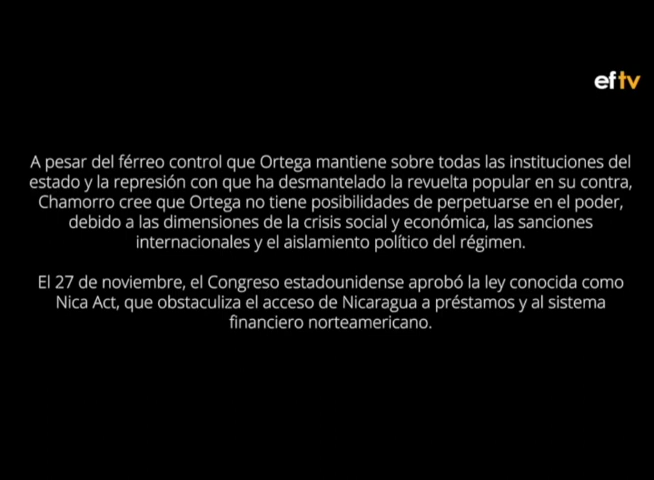 eftv
A pesar del férreo control que Ortega mantiene sobre todas las instituciones del
estado y la represión con que ha desmantelado la revuelta popular en su contra,
Chamorro cree que Ortega no tiene posibilidades de perpetuarse en el poder,
debido a las dimensiones de la crisis social y económica, las sanciones
internacionales y el aislamiento político del régimen.
El 27 de noviembre, el Congreso estadounidense aprobó la ley conocida como
Nica Act, que obstaculiza el acceso de Nicaragua a préstamos y al sistema
financiero norteamericano.